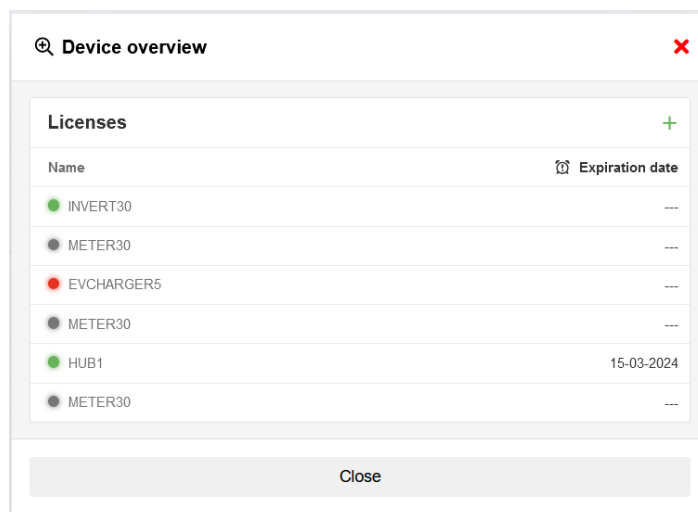 Device overview
Licenses
Name Expiration date
INVERT30 ---
METER30 ---
EVCHARGER5 ---
METER30 ---
HUB1 15-03-2024
METER30 ---
Close